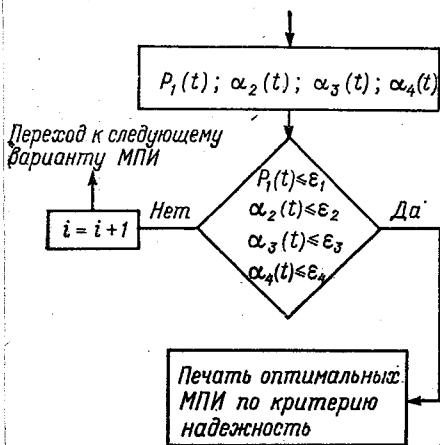 P₁(t); α₂(t); α₃(t); α₄(t)
Переход к следующему
варианту МПИ
P₁(t)≤ε₁
α₂(t)≤ε₂
α₃(t)≤ε₃
α₄(t)≤ε₄
Нет
Да
i = i+1
Печать оптимальных
МПИ по критерию
надежность